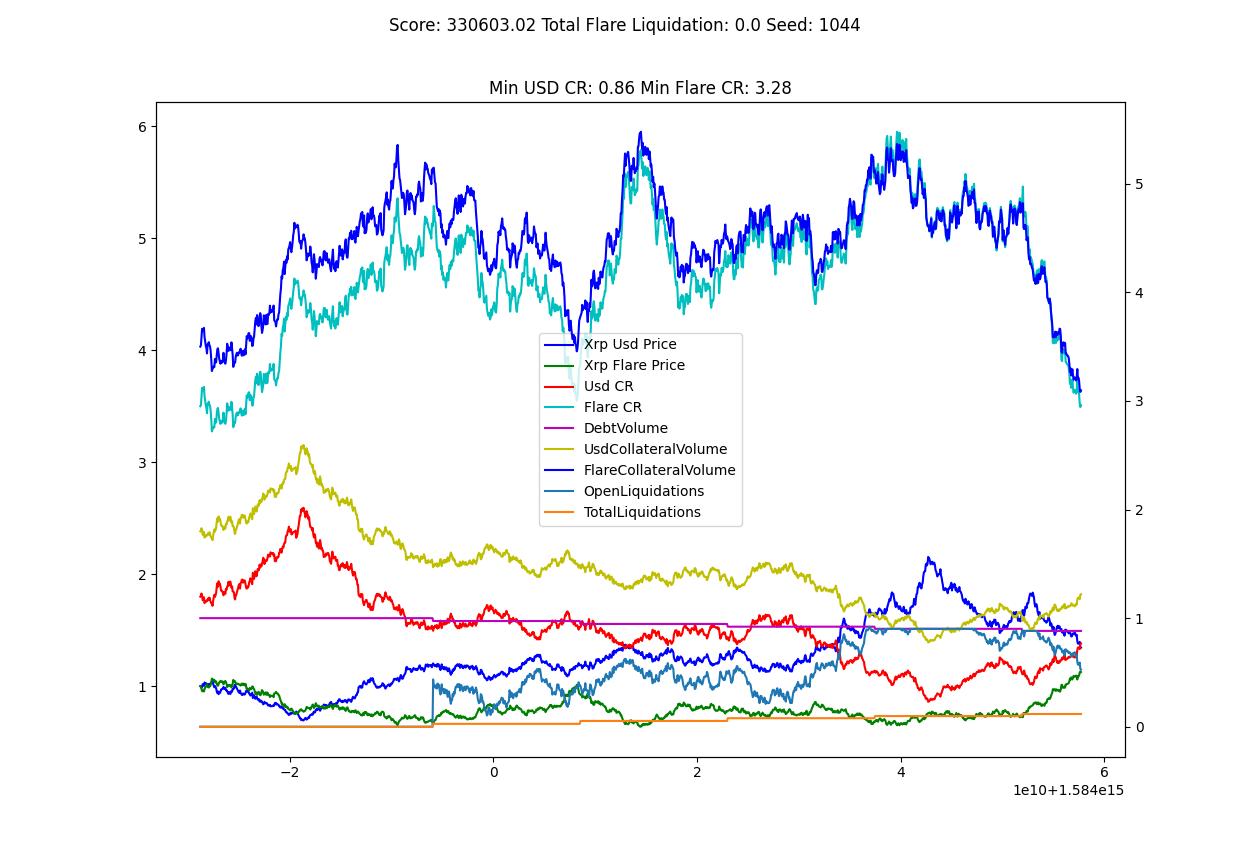 Score: 330603.02 Total Flare Liquidation: 0.0 Seed: 1044
Min USD CR: 0.86 Min Flare CR: 3.28
6
5
4
3
2
1
5
4
3
2
1
0
Xrp Usd Price
Xrp Flare Price
Usd CR
Flare CR
DebtVolume
UsdCollateralVolume
FlareCollateralVolume
OpenLiquidations
TotalLiquidations
−2 0 2 4 6
1e10+1.584e15